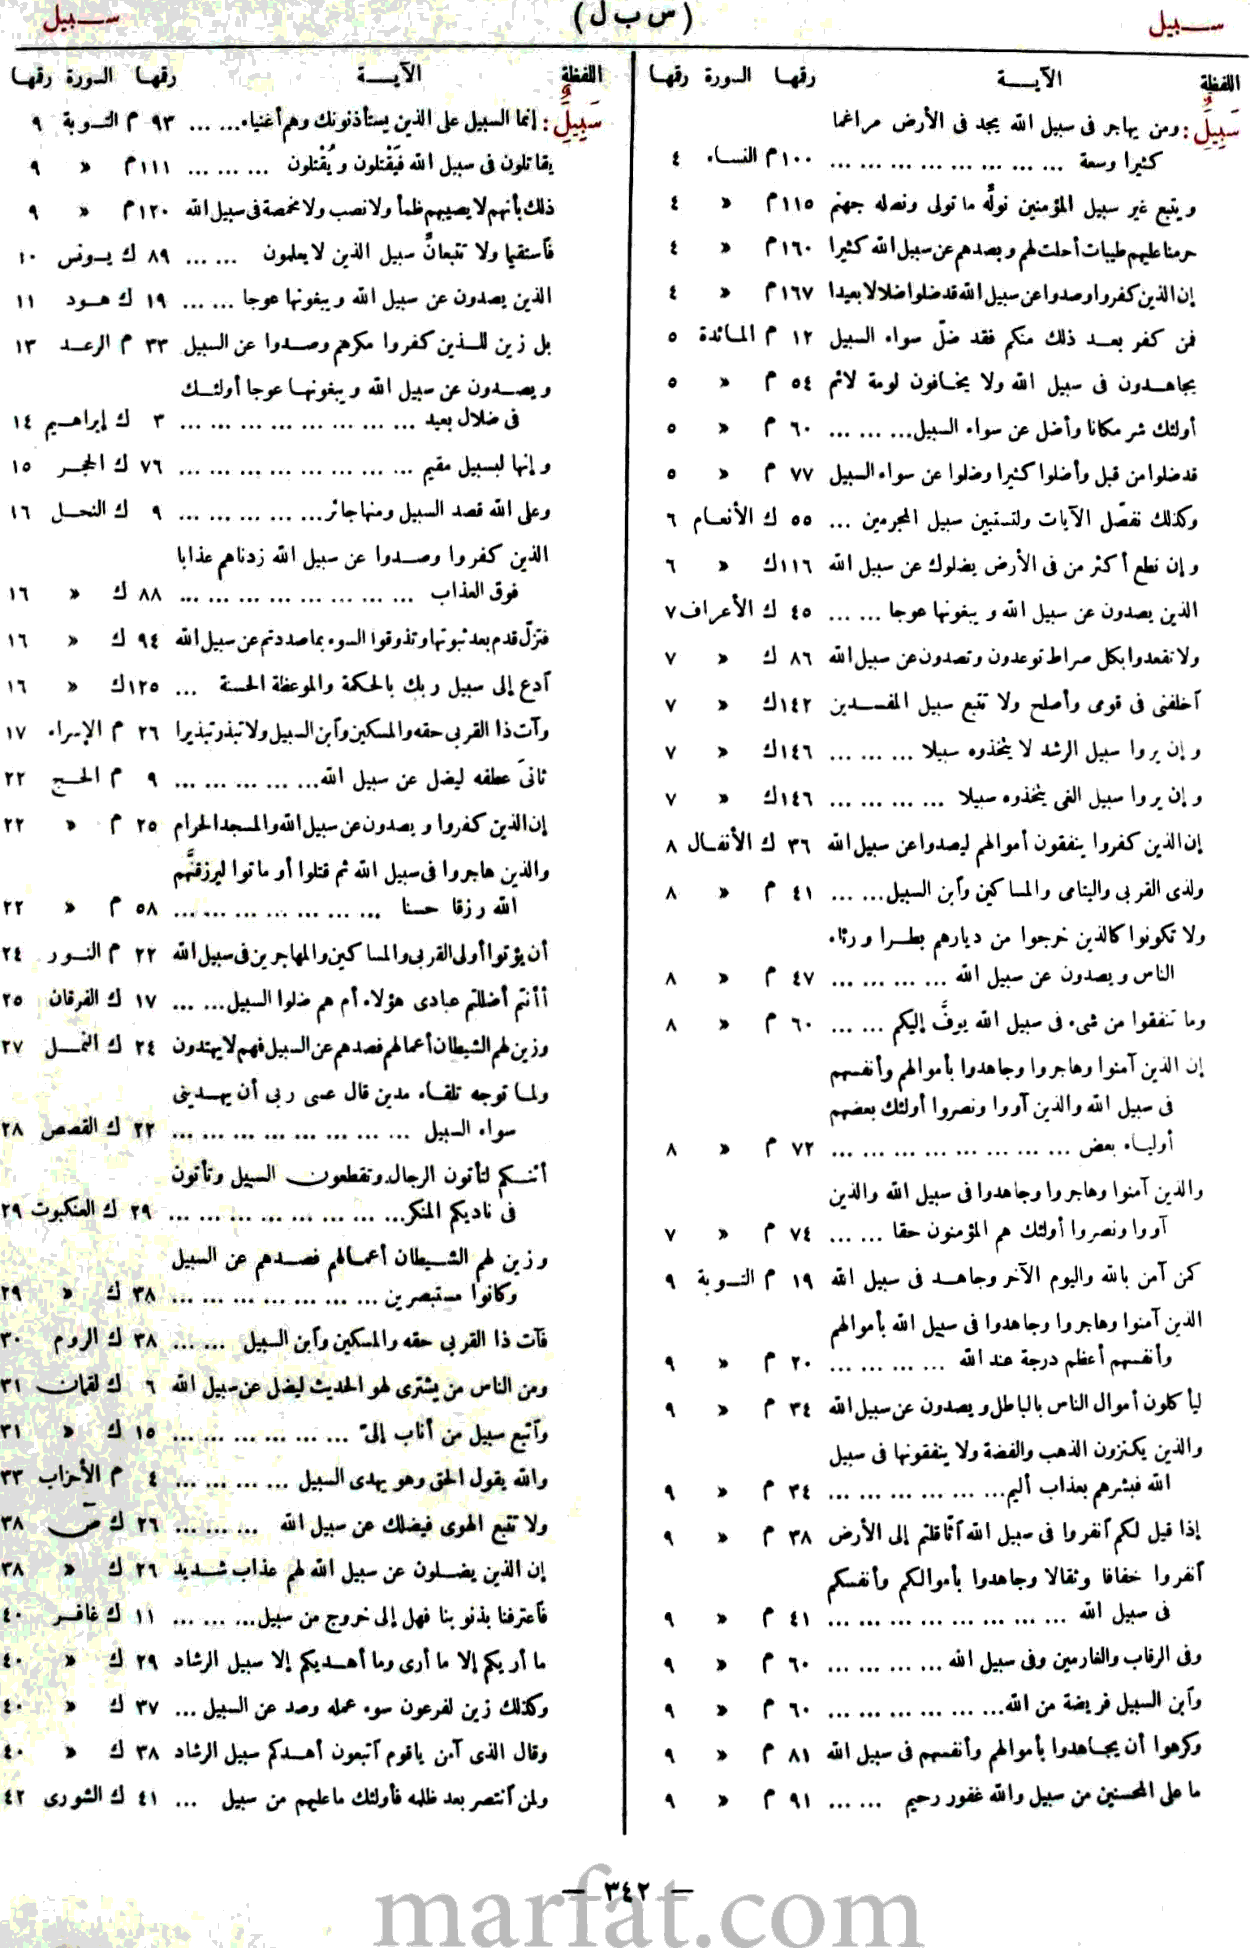 سبيل
(س ب ل)
سبيل
اللفظة الآية رقها السورة رقها
سَبِيلِ: ومن يهاجر فى سبيل الله يجد فى الأرض مراغما
كثيرا وسعة ... ... ... ... ... ... ... ... ١٠٠ م النساء ٤
ويتبع غير سبيل المؤمنين نولّه ما تولى ونصله جهنم ١١٥ م « ٤
حرمنا عليهم طيبات أحلت لهم وبصدهم عن سبيل الله كثيرا ١٦٠ م « ٤
إن الذين كفروا وصدوا عن سبيل الله قد ضلوا ضلالا بعيدا ١٦٧ م « ٤
فمن كفر بعد ذلك منكم فقد ضلّ سواء السبيل ١٢ م المائدة ٥
يجاهدون فى سبيل الله ولا يخافون لومة لائم ٥٤ م « ٥
أولئك شر مكانا وأضل عن سواء السبيل ... ... ... ٦٠ م « ٥
قد ضلوا من قبل وأضلوا كثيرا وضلوا عن سواء السبيل ٧٧ م « ٥
وكذلك نفصّل الآيات ولتستبين سبيل المجرمين ... ٥٥ ك الأنعام ٦
وإن تطع أكثر من فى الأرض يضلوك عن سبيل الله ١١٦ ك « ٦
الذين يصدون عن سبيل الله ويبغونها عوجا ... ... ٤٥ ك الأعراف ٧
ولا تقعدوا بكل صراط توعدون وتصدون عن سبيل الله ٨٦ ك « ٧
آخلفنى فى قومى وأصلح ولا تتبع سبيل المفسدين ١٤٢ ك « ٧
وإن يروا سبيل الرشد لا يتخذوه سبيلا ... ... ... ١٤٦ ك « ٧
وإن يروا سبيل الغى يتخذوه سبيلا ... ... ... ... ١٤٦ ك « ٧
إن الذين كفروا ينفقون أموالهم ليصدوا عن سبيل الله ٣٦ ك الأنفال ٨
ولذى القربى واليتامى والمساكين وآبن السبيل ... ... ٤١ م « ٨
ولا تكونوا كالذين خرجوا من ديارهم بطرا ورئاء
الناس ويصدون عن سبيل الله ... ... ... ... ٤٧ م « ٨
وما تنفقوا من شىء فى سبيل الله يوفَّ إليكم ... ... ٦٠ م « ٨
إن الذين آمنوا وهاجروا وجاهدوا بأموالهم وأنفسهم
فى سبيل الله والذين آووا ونصروا أولئك بعضهم
أولياء بعض ... ... ... ... ... ... ... ... ٧٢ م « ٨
والذين آمنوا وهاجروا وجاهدوا فى سبيل الله والذين
آووا ونصروا أولئك هم المؤمنون حقا ... ... ٧٤ م « ٧
كمن آمن بالله واليوم الآخر وجاهد فى سبيل الله ١٩ م التوبة ٩
الذين آمنوا وهاجروا وجاهدوا فى سبيل الله بأموالهم
وأنفسهم أعظم درجة عند الله ... ... ... ... ٢٠ م « ٩
ليأكلون أموال الناس بالباطل ويصدون عن سبيل الله ٣٤ م « ٩
والذين يكنزون الذهب والفضة ولا ينفقونها فى سبيل
الله فبشرهم بعذاب أليم ... ... ... ... ... ... ٣٤ م « ٩
إذا قيل لكم آنفروا فى سبيل الله آثاقلتم إلى الأرض ٣٨ م « ٩
آنفروا خفافا وثقالا وجاهدوا بأموالكم وأنفسكم
فى سبيل الله ... ... ... ... ... ... ... ... ٤١ م « ٩
وفى الرقاب والغارمين وفى سبيل الله ... ... ... ... ٦٠ م « ٩
وآبن السبيل فريضة من الله ... ... ... ... ... ... ٦٠ م « ٩
وكرهوا أن يجاهدوا بأموالهم وأنفسهم فى سبيل الله ٨١ م « ٩
ما على المحسنين من سبيل والله غفور رحيم ... ... ٩١ م « ٩
اللفظة الآية رقها السورة رقها
سَبِيلِ: إنما السبيل على الذين يستأذنونك وهم أغنياء ... ... ٩٣ م التوبة ٩
يقاتلون فى سبيل الله فَيَقْتلون ويُقْتلون ... ... ... ١١١ م « ٩
ذلك بأنهم لا يصيبهم ظمأ ولا نصب ولا مخمصة فى سبيل الله ١٢٠ م « ٩
فآستقيما ولا تتبعانّ سبيل الذين لا يعلمون ... ... ٨٩ ك يونس ١٠
الذين يصدون عن سبيل الله ويبغونها عوجا ... ... ١٩ ك هود ١١
بل زين للذين كفروا مكرهم وصدوا عن السبيل ٣٣ م الرعد ١٣
ويصدون عن سبيل الله ويبغونها عوجا أولئك
فى ضلال بعيد ... ... ... ... ... ... ... ... ٣ ك إبراهيم ١٤
وإنها لبسبيل مقيم ... ... ... ... ... ... ... ... ٧٦ ك الحجر ١٥
وعلى الله قصد السبيل ومنها جائر ... ... ... ... ... ٩ ك النحل ١٦
الذين كفروا وصدوا عن سبيل الله زدناهم عذابا
فوق العذاب ... ... ... ... ... ... ... ... ٨٨ ك « ١٦
فتزلّ قدم بعد ثبوتها وتذوقوا السوء بما صددتم عن سبيل الله ٩٤ ك « ١٦
آدع إلى سبيل ربك بالحكمة والموعظة الحسنة ... ١٢٥ ك « ١٦
وآت ذا القربى حقه والمسكين وآبن السبيل ولا تبذر تبذيرا ٢٦ م الإسراء ١٧
ثانىَ عطفه ليضل عن سبيل الله ... ... ... ... ... ٩ م الحج ٢٢
إن الذين كفروا ويصدون عن سبيل الله والمسجد الحرام ٢٥ م « ٢٢
والذين هاجروا فى سبيل الله ثم قتلوا أو ماتوا ليرزقنَّهم
الله رزقا حسنا ... ... ... ... ... ... ... ٥٨ م « ٢٢
أن يؤتوا أولى القربى والمساكين والمهاجرين فى سبيل الله ٢٢ م النور ٢٤
أأنتم أضللتم عبادى هؤلاء أم هم ضلوا السبيل ... ... ١٧ ك الفرقان ٢٥
وزين لهم الشيطان أعمالهم فصدهم عن السبيل فهم لا يهتدون ٢٤ ك النمل ٢٧
ولما توجه تلقاء مدين قال عسى ربى أن يهدينى
سواء السبيل ... ... ... ... ... ... ... ... ٢٢ ك القصص ٢٨
أئنكم لتأتون الرجال وتقطعون السبيل وتأتون
فى ناديكم المنكر ... ... ... ... ... ... ... ... ٢٩ ك العنكبوت ٢٩
وزين لهم الشيطان أعمالهم فصدهم عن السبيل
وكانوا مستبصرين ... ... ... ... ... ... ... ... ٣٨ ك « ٢٩
فآت ذا القربى حقه والمسكين وآبن السبيل ... ... ٣٨ ك الروم ٣٠
ومن الناس من يشترى لهو الحديث ليضل عن سبيل الله ٦ ك لقمان ٣١
وآتبع سبيل من أناب إلىّ ... ... ... ... ... ... ١٥ ك « ٣١
والله يقول الحق وهو يهدى السبيل ... ... ... ... ٤ م الأحزاب ٣٣
ولا تتبع الهوى فيضلك عن سبيل الله ... ... ... ٢٦ ك صٓ ٣٨
إن الذين يضلون عن سبيل الله لهم عذاب شديد ٢٦ ك « ٣٨
فآعترفنا بذنوبنا فهل إلى خروج من سبيل ... ... ... ١١ ك غافر ٤٠
ما أريكم إلا ما أرى وما أهديكم إلا سبيل الرشاد ٢٩ ك « ٤٠
وكذلك زين لفرعون سوء عمله وصد عن السبيل ... ٣٧ ك « ٤٠
وقال الذى آمن ياقوم آتبعون أهدكم سبيل الرشاد ٣٨ ك « ٤٠
ولمن آنتصر بعد ظلمه فأولئك ما عليهم من سبيل ... ٤١ ك الشورى ٤٢
— ٣٤٢ —
marfat.com